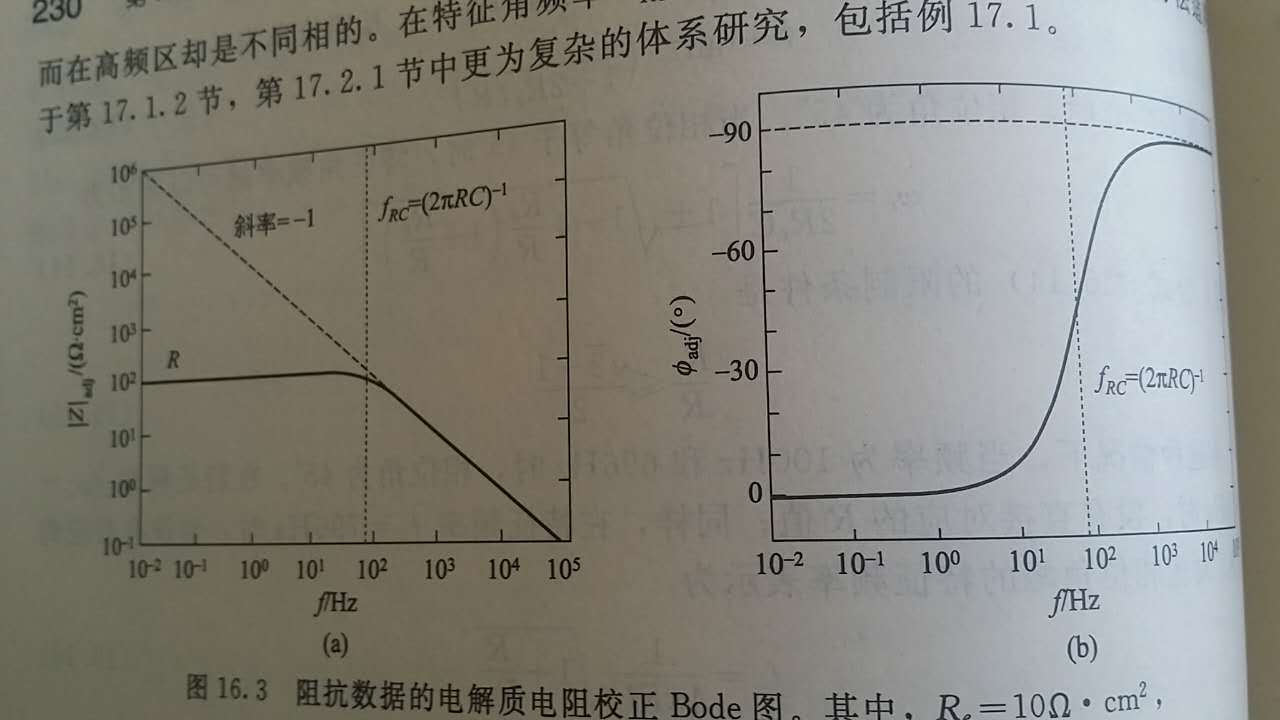 230
而在高频区却是不同相的。在特征角频率
于第 17.1.2 节，第 17.2.1 节中更为复杂的体系研究，包括例 17.1。
10⁶
10⁵
10⁴
10³
10²
10¹
10⁰
10⁻¹
|Z|adj/(Ω·cm²)
斜率=−1
fRC=(2πRC)⁻¹
R
10⁻² 10⁻¹ 10⁰ 10¹ 10² 10³ 10⁴ 10⁵
f/Hz
(a)
−90
−60
−30
0
ϕadj/(°)
fRC=(2πRC)⁻¹
10⁻² 10⁻¹ 10⁰ 10¹ 10² 10³ 10⁴
f/Hz
(b)
图 16.3 阻抗数据的电解质电阻校正 Bode 图。其中，Re=10Ω·cm²，